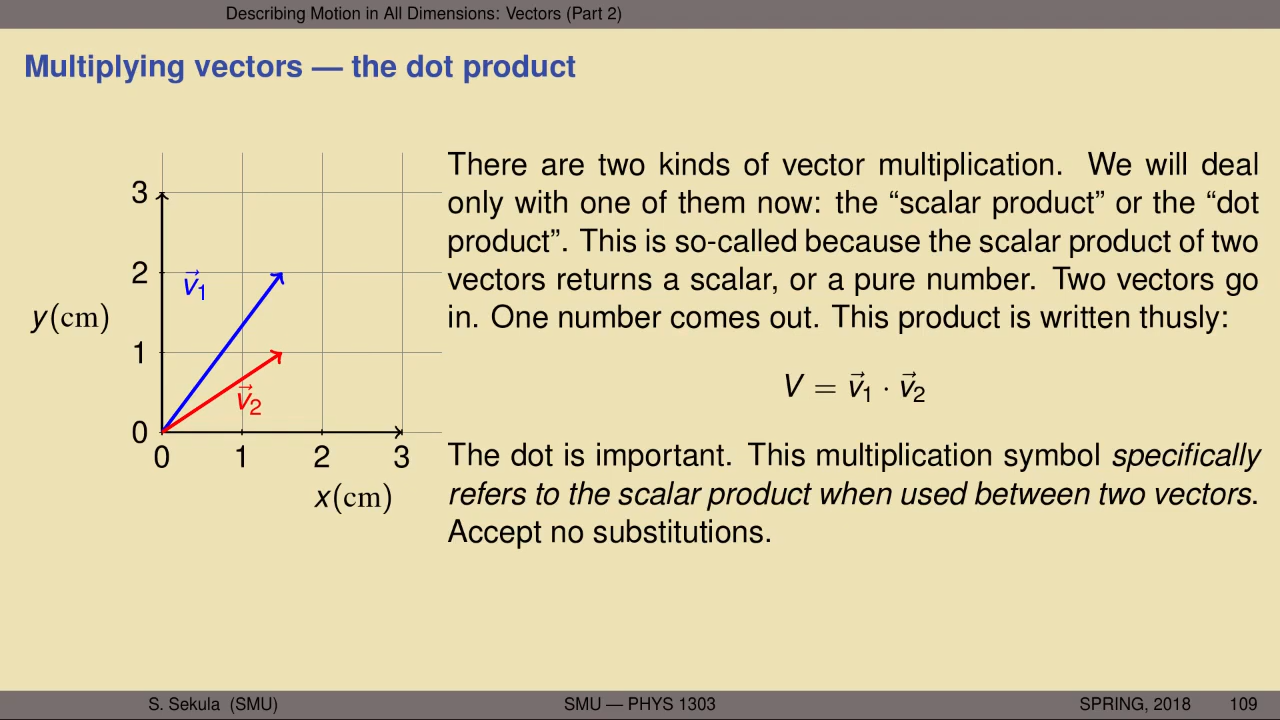 Describing Motion in All Dimensions: Vectors (Part 2)
Multiplying vectors — the dot product
3
2
1
0
0 1 2 3
y(cm)
x(cm)
v⃗₁
v⃗₂
There are two kinds of vector multiplication. We will deal
only with one of them now: the “scalar product” or the “dot
product”. This is so-called because the scalar product of two
vectors returns a scalar, or a pure number. Two vectors go
in. One number comes out. This product is written thusly:
V = v⃗₁ · v⃗₂
The dot is important. This multiplication symbol specifically
refers to the scalar product when used between two vectors.
Accept no substitutions.
S. Sekula (SMU) SMU — PHYS 1303 SPRING, 2018 109